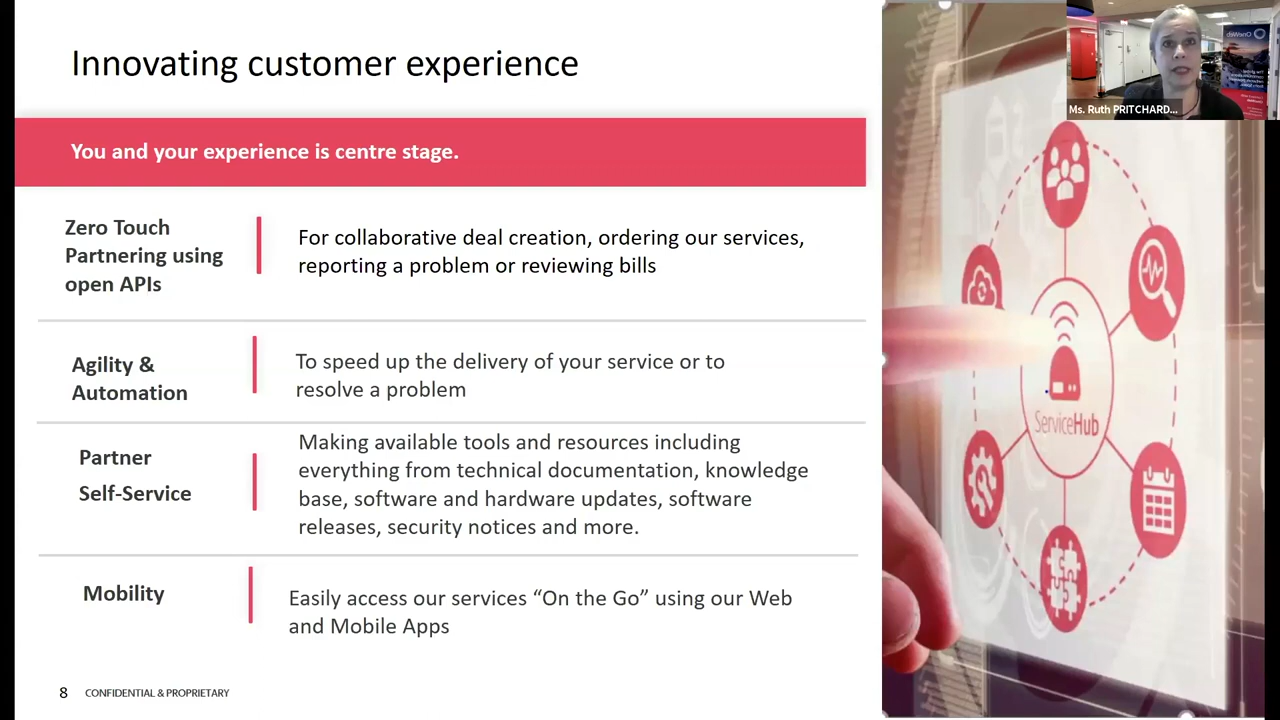 Innovating customer experience
You and your experience is centre stage.
Zero Touch
Partnering using
open APIs
For collaborative deal creation, ordering our services,
reporting a problem or reviewing bills
Agility &
Automation
To speed up the delivery of your service or to
resolve a problem
Partner
Self-Service
Making available tools and resources including
everything from technical documentation, knowledge
base, software and hardware updates, software
releases, security notices and more.
Mobility
Easily access our services “On the Go” using our Web
and Mobile Apps
8 CONFIDENTIAL & PROPRIETARY
ServiceHub
OneWeb
Ms. Ruth PRITCHARD...